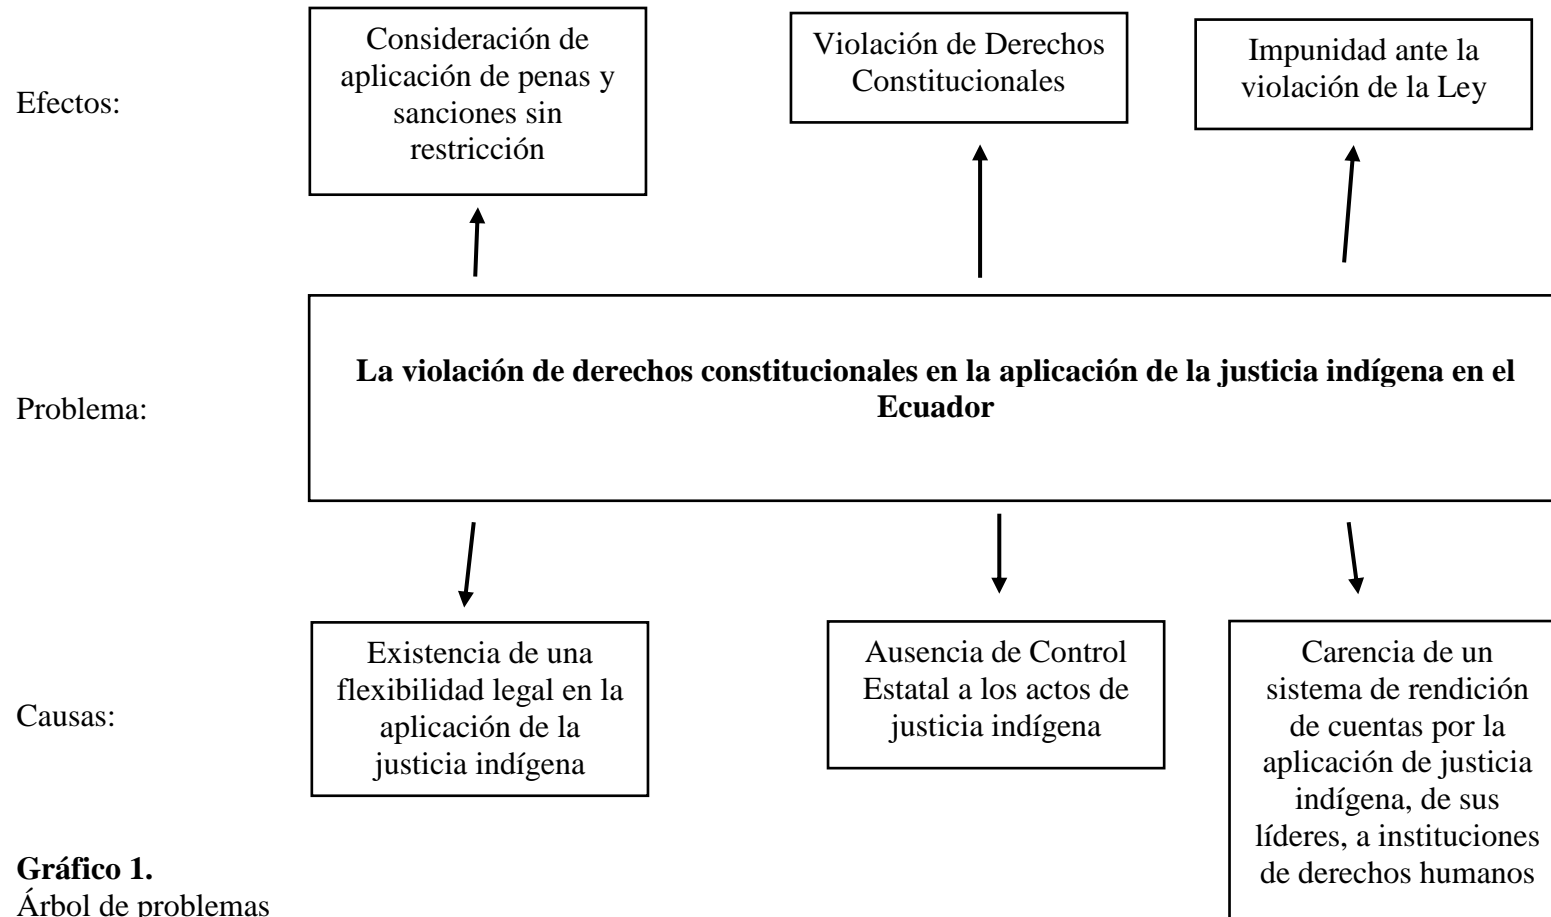 Efectos:
Consideración de
aplicación de penas y
sanciones sin
restricción
Violación de Derechos
Constitucionales
Impunidad ante la
violación de la Ley
Problema:
La violación de derechos constitucionales en la aplicación de la justicia indígena en el
Ecuador
Causas:
Existencia de una
flexibilidad legal en la
aplicación de la
justicia indígena
Ausencia de Control
Estatal a los actos de
justicia indígena
Carencia de un
sistema de rendición
de cuentas por la
aplicación de justicia
indígena, de sus
líderes, a instituciones
de derechos humanos
Gráfico 1.
Árbol de problemas